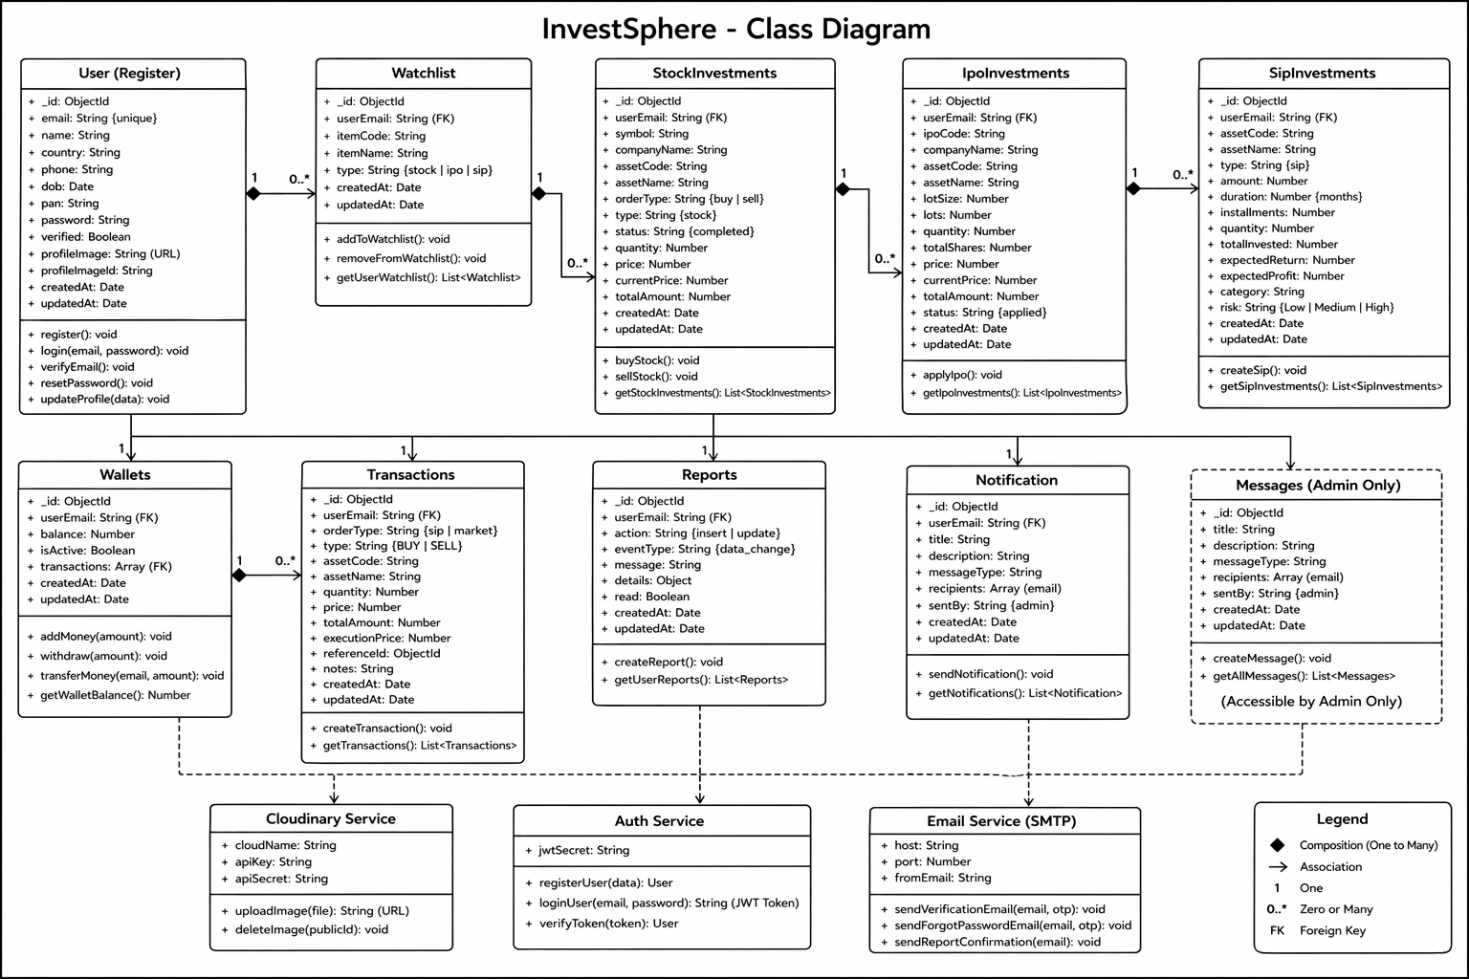 InvestSphere - Class Diagram
User (Register)
+ _id: ObjectId
+ email: String {unique}
+ name: String
+ country: String
+ phone: String
+ dob: Date
+ pan: String
+ password: String
+ verified: Boolean
+ profileImage: String (URL)
+ profileImageId: String
+ createdAt: Date
+ updatedAt: Date
+ register(): void
+ login(email, password): void
+ verifyEmail(): void
+ resetPassword(): void
+ updateProfile(data): void
1
0..*
Watchlist
+ _id: ObjectId
+ userEmail: String (FK)
+ itemCode: String
+ itemName: String
+ type: String {stock | ipo | sip}
+ createdAt: Date
+ updatedAt: Date
+ addToWatchlist(): void
+ removeFromWatchlist(): void
+ getUserWatchlist(): List<Watchlist>
1
0..*
StockInvestments
+ _id: ObjectId
+ userEmail: String (FK)
+ symbol: String
+ companyName: String
+ assetCode: String
+ assetName: String
+ orderType: String {buy | sell}
+ type: String {stock}
+ status: String {completed}
+ quantity: Number
+ price: Number
+ currentPrice: Number
+ totalAmount: Number
+ createdAt: Date
+ updatedAt: Date
+ buyStock(): void
+ sellStock(): void
+ getStockInvestments(): List<StockInvestments>
1
0..*
IpoInvestments
+ _id: ObjectId
+ userEmail: String (FK)
+ ipoCode: String
+ companyName: String
+ assetCode: String
+ assetName: String
+ lotSize: Number
+ lots: Number
+ quantity: Number
+ totalShares: Number
+ price: Number
+ currentPrice: Number
+ totalAmount: Number
+ status: String {applied}
+ createdAt: Date
+ updatedAt: Date
+ applyIpo(): void
+ getIpoInvestments(): List<IpoInvestments>
1
0..*
SipInvestments
+ _id: ObjectId
+ userEmail: String (FK)
+ assetCode: String
+ assetName: String
+ type: String {sip}
+ amount: Number
+ duration: Number {months}
+ installments: Number
+ quantity: Number
+ totalInvested: Number
+ expectedReturn: Number
+ expectedProfit: Number
+ category: String
+ risk: String {Low | Medium | High}
+ createdAt: Date
+ updatedAt: Date
+ createSip(): void
+ getSipInvestments(): List<SipInvestments>
1
1
1
1
Wallets
+ _id: ObjectId
+ userEmail: String (FK)
+ balance: Number
+ isActive: Boolean
+ transactions: Array (FK)
+ createdAt: Date
+ updatedAt: Date
+ addMoney(amount): void
+ withdraw(amount): void
+ transferMoney(email, amount): void
+ getWalletBalance(): Number
1
0..*
Transactions
+ _id: ObjectId
+ userEmail: String (FK)
+ orderType: String {sip | market}
+ type: String {BUY | SELL}
+ assetCode: String
+ assetName: String
+ quantity: Number
+ price: Number
+ totalAmount: Number
+ executionPrice: Number
+ referenceId: ObjectId
+ notes: String
+ createdAt: Date
+ updatedAt: Date
+ createTransaction(): void
+ getTransactions(): List<Transactions>
Reports
+ _id: ObjectId
+ userEmail: String (FK)
+ action: String {insert | update}
+ eventType: String {data_change}
+ message: String
+ details: Object
+ read: Boolean
+ createdAt: Date
+ updatedAt: Date
+ createReport(): void
+ getUserReports(): List<Reports>
Notification
+ _id: ObjectId
+ userEmail: String (FK)
+ title: String
+ description: String
+ messageType: String
+ recipients: Array (email)
+ sentBy: String {admin}
+ createdAt: Date
+ updatedAt: Date
+ sendNotification(): void
+ getNotifications(): List<Notification>
Messages (Admin Only)
+ _id: ObjectId
+ title: String
+ description: String
+ messageType: String
+ recipients: Array (email)
+ sentBy: String {admin}
+ createdAt: Date
+ updatedAt: Date
+ createMessage(): void
+ getAllMessages(): List<Messages>
(Accessible by Admin Only)
Cloudinary Service
+ cloudName: String
+ apiKey: String
+ apiSecret: String
+ uploadImage(file): String (URL)
+ deleteImage(publicId): void
Auth Service
+ jwtSecret: String
+ registerUser(data): User
+ loginUser(email, password): String (JWT Token)
+ verifyToken(token): User
Email Service (SMTP)
+ host: String
+ port: Number
+ fromEmail: String
+ sendVerificationEmail(email, otp): void
+ sendForgotPasswordEmail(email, otp): void
+ sendReportConfirmation(email): void
Legend
Composition (One to Many)
Association
1 One
0..* Zero or Many
FK Foreign Key